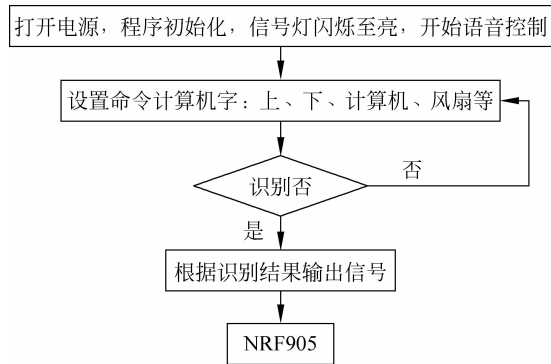 打开电源，程序初始化，信号灯闪烁至亮，开始语音控制
设置命令计算机字：上、下、计算机、风扇等
识别否
否
是
根据识别结果输出信号
NRF905